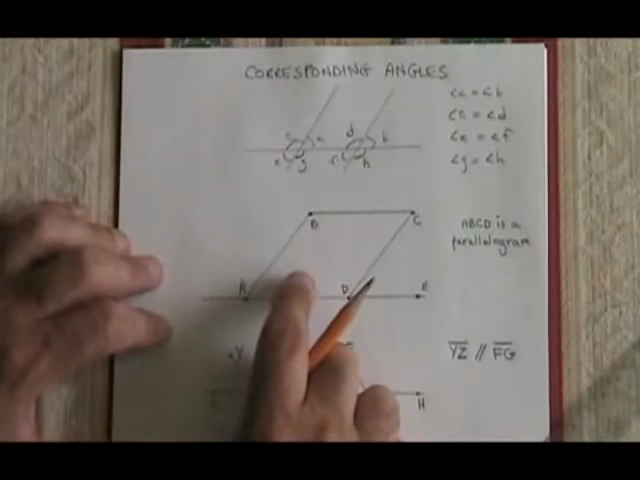 CORRESPONDING ANGLES
c a d b
e g f h
<a = <b
<c = <d
<e = <f
<g = <h
B C
ABCD is a
parallelogram
A D E
Y
YZ // FG
H